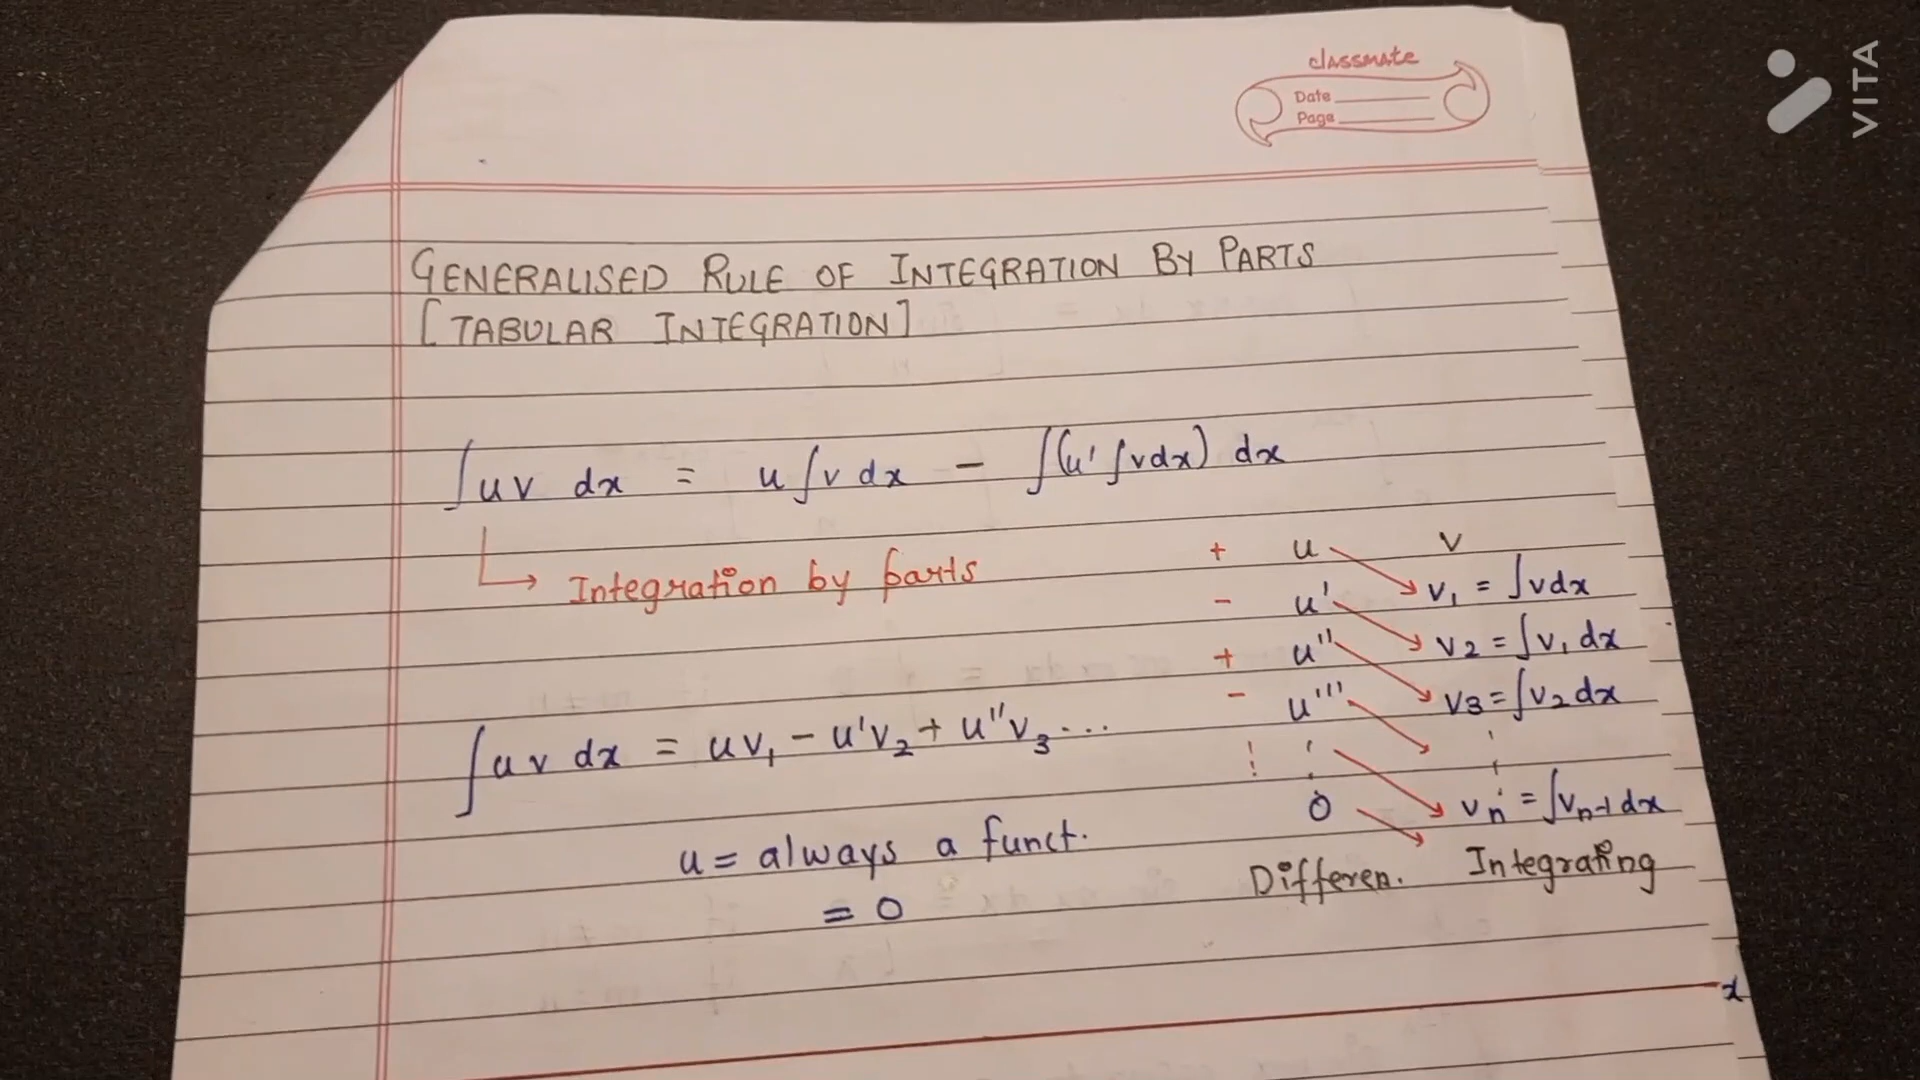 classmate
Date
Page
VITA
GENERALISED RULE OF INTEGRATION BY PARTS
[TABULAR INTEGRATION]
∫uv dx = u∫v dx − ∫(u' ∫vdx) dx
Integration by parts
+ u v
− u' v₁ = ∫vdx
+ u'' v₂ = ∫v₁ dx
− u''' v₃ = ∫v₂ dx
∫uv dx = uv₁ − u'v₂ + u''v₃ ...
0 vn = ∫vn-1 dx
u = always a funct.
= 0
Differen. Integrating
x